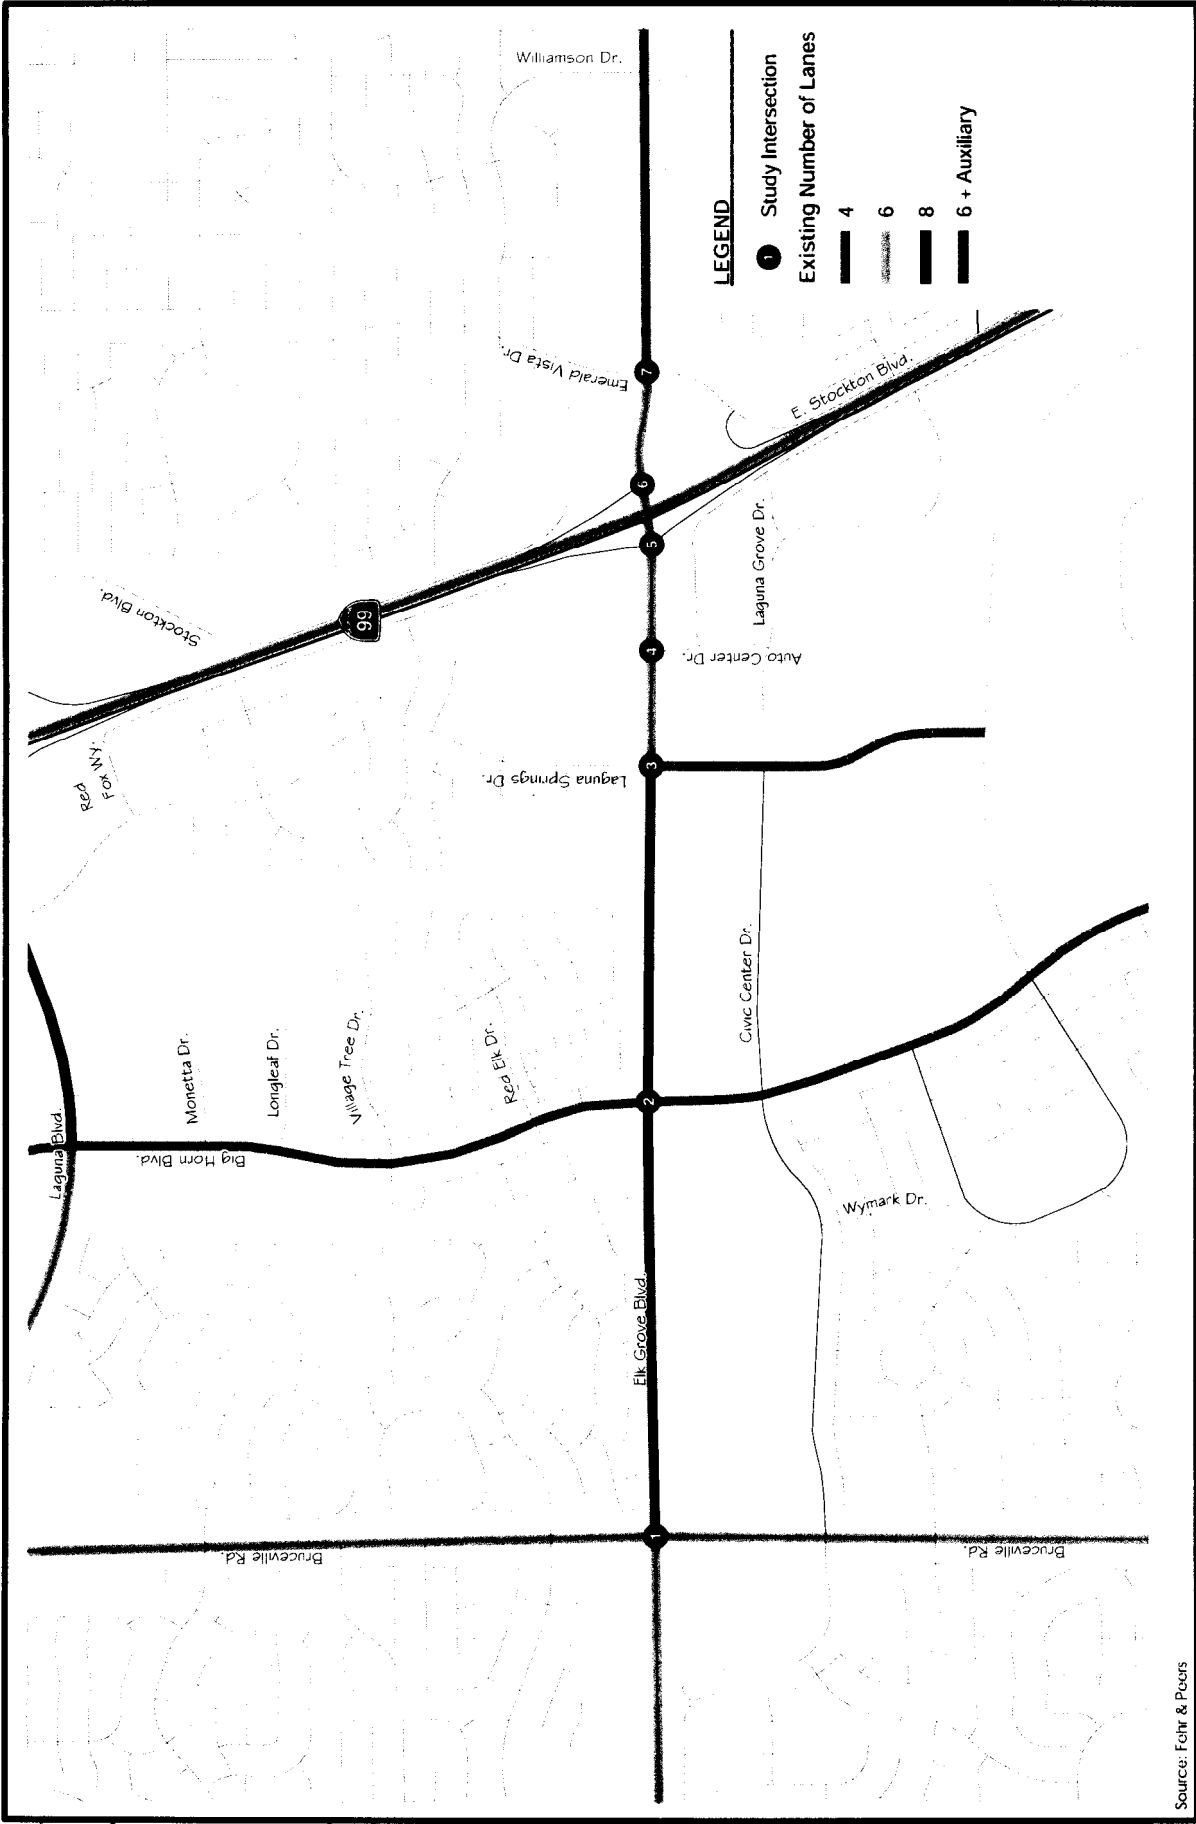 Williamson Dr.
Emerald Vista Dr.
E. Stockton Blvd.
Stockton Blvd.
99
Laguna Grove Dr.
Auto Center Dr.
Red
Fox WY.
Laguna Springs Dr.
Civic Center Dr.
Monetta Dr.
Longleaf Dr.
Village Tree Dr.
Red Elk Dr.
Laguna Blvd.
Big Horn Blvd.
Wymark Dr.
Elk Grove Blvd.
Bruceville Rd.
Bruceville Rd.
1
2
3
4
5
6
7
LEGEND
1 Study Intersection
Existing Number of Lanes
4
6
8
6 + Auxiliary
Source: Fehr & Peers